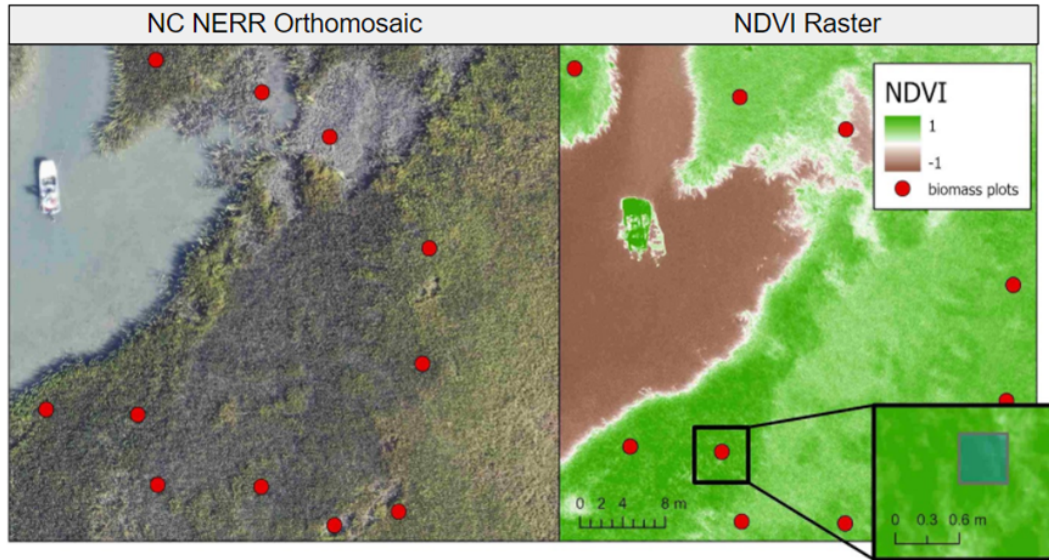 NC NERR Orthomosaic
NDVI Raster
NDVI
1
-1
biomass plots
0 2 4 8 m
0 0.3 0.6 m